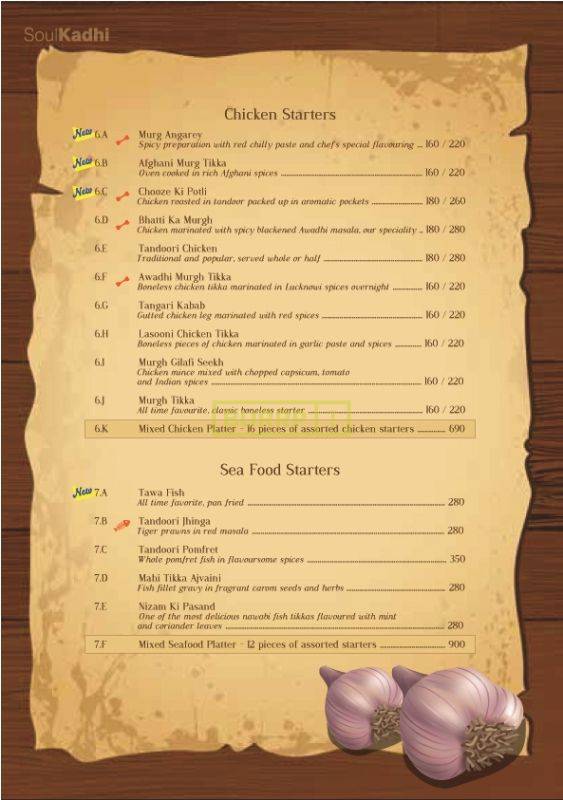 SoulKadhi
Chicken Starters
New 6.A Murg Angarey
Spicy preparation with red chilly paste and chefs special flavouring ... 160 / 220
New 6.B Afghani Murg Tikka
Oven cooked in rich Afghani spices ... 160 / 220
New 6.C Chooze Ki Potli
Chicken roasted in tandoor packed up in aromatic pockets ... 180 / 260
6.D Bhatti Ka Murgh
Chicken marinated with spicy blackened Awadhi masala, our speciality .. 180 / 280
6.E Tandoori Chicken
Traditional and popular, served whole or half ... 180 / 280
6.F Awadhi Murgh Tikka
Boneless chicken tikka marinated in Lucknowi spices overnight ... 160 / 220
6.G Tangari Kabab
Gutted chicken leg marinated with red spices ... 160 / 220
6.H Lasooni Chicken Tikka
Boneless pieces of chicken marinated in garlic paste and spices ... 160 / 220
6.I Murgh Gilafi Seekh
Chicken mince mixed with chopped capsicum, tomato
and Indian spices ... 160 / 220
6.J Murgh Tikka
All time favourite, classic boneless starter ... 160 / 220
6.K Mixed Chicken Platter - 16 pieces of assorted chicken starters ... 690
Sea Food Starters
New 7.A Tawa Fish
All time favorite, pan fried ... 280
7.B Tandoori Jhinga
Tiger prawns in red masala ... 280
7.C Tandoori Pomfret
Whole pomfret fish in flavoursome spices ... 350
7.D Mahi Tikka Ajvaini
Fish fillet gravy in fragrant carom seeds and herbs ... 280
7.E Nizam Ki Pasand
One of the most delicious nawabi fish tikkas flavoured with mint
and coriander leaves ... 280
7.F Mixed Seafood Platter - 12 pieces of assorted starters ... 900